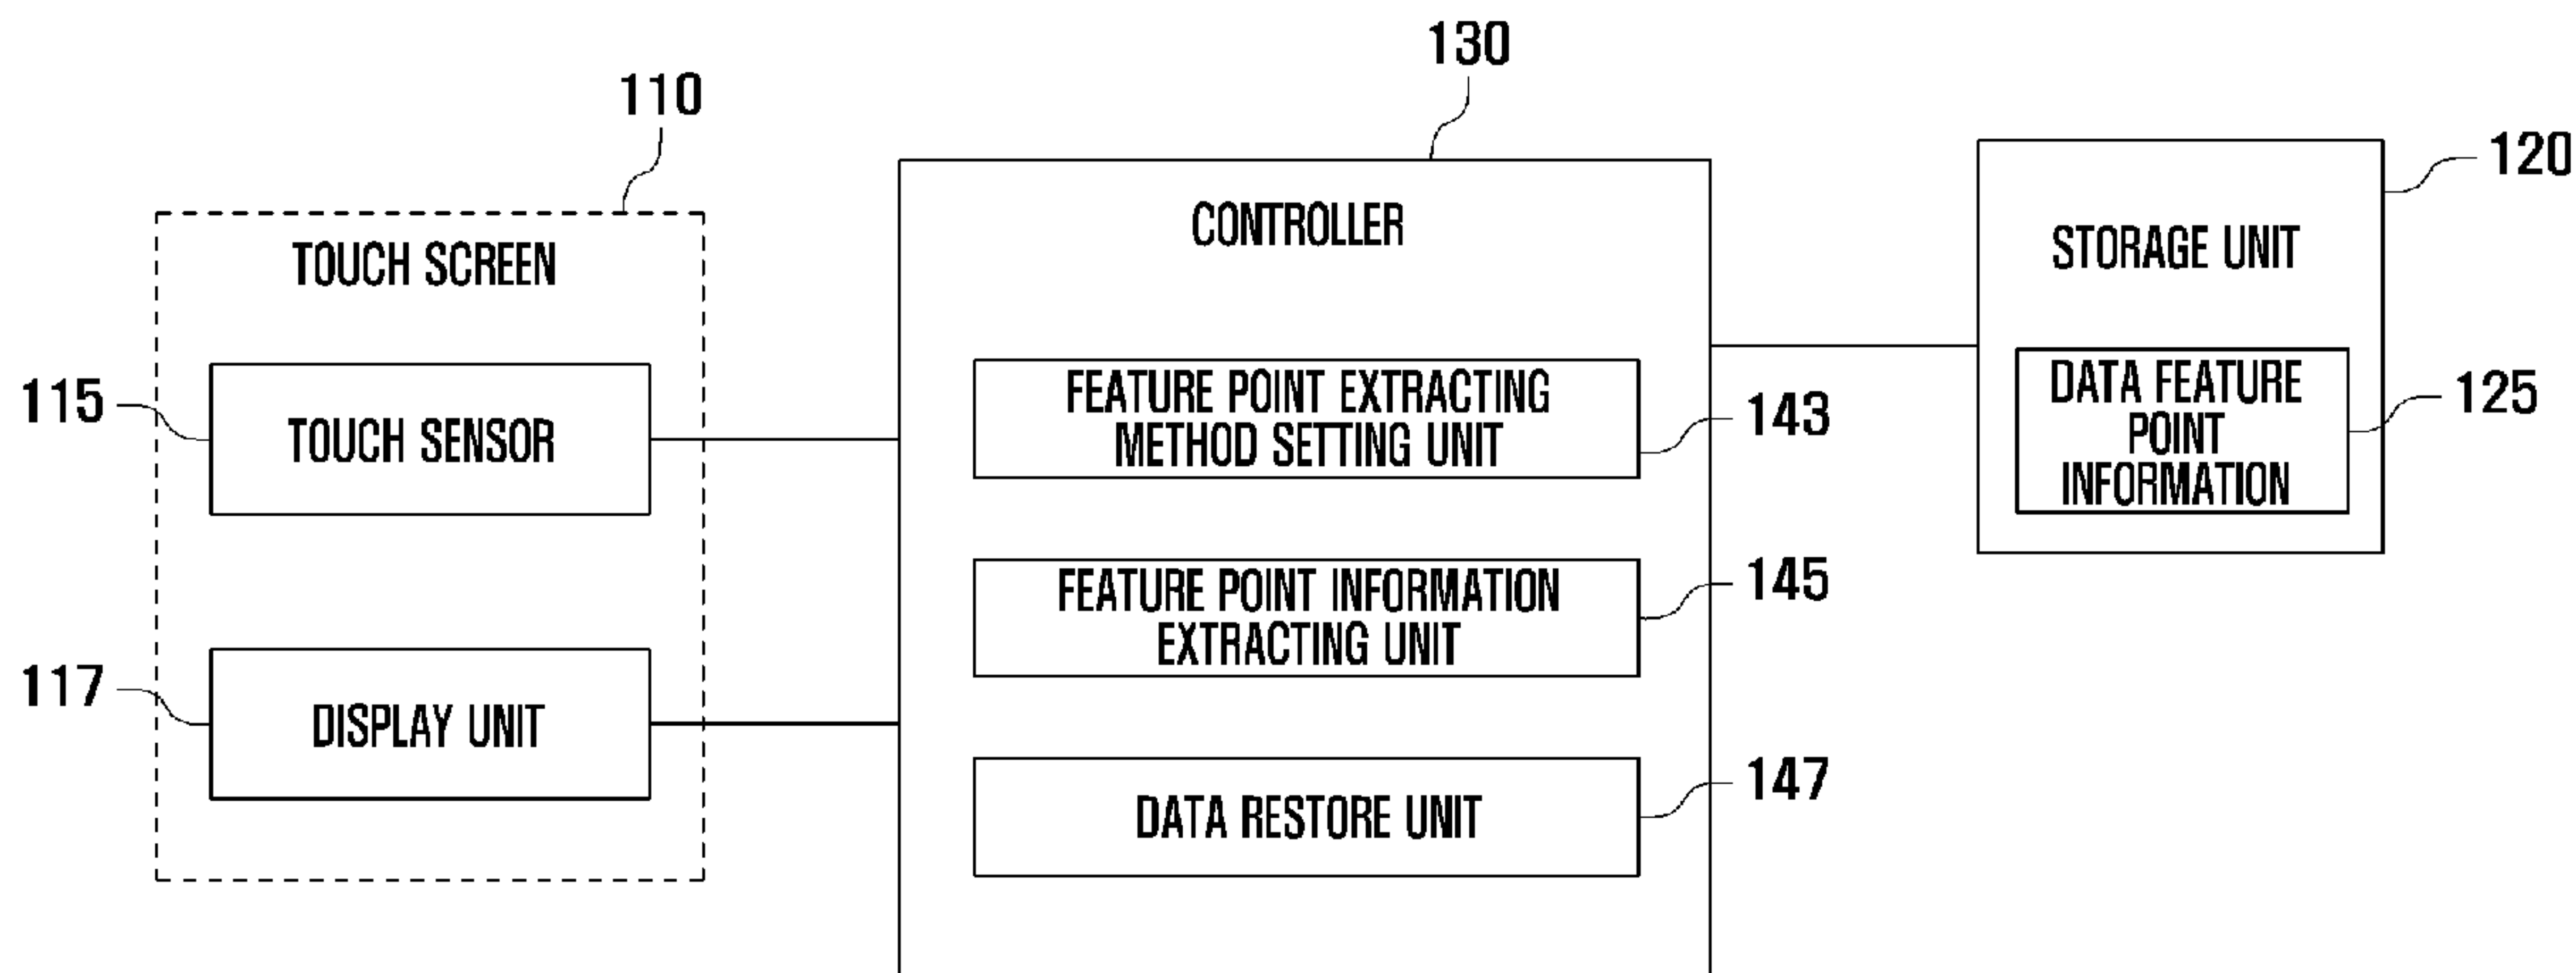 130
110
120
CONTROLLER
TOUCH SCREEN
STORAGE UNIT
115
TOUCH SENSOR
FEATURE POINT EXTRACTING
METHOD SETTING UNIT
143
DATA FEATURE
POINT
INFORMATION
125
FEATURE POINT INFORMATION
EXTRACTING UNIT
145
117
DISPLAY UNIT
DATA RESTORE UNIT
147